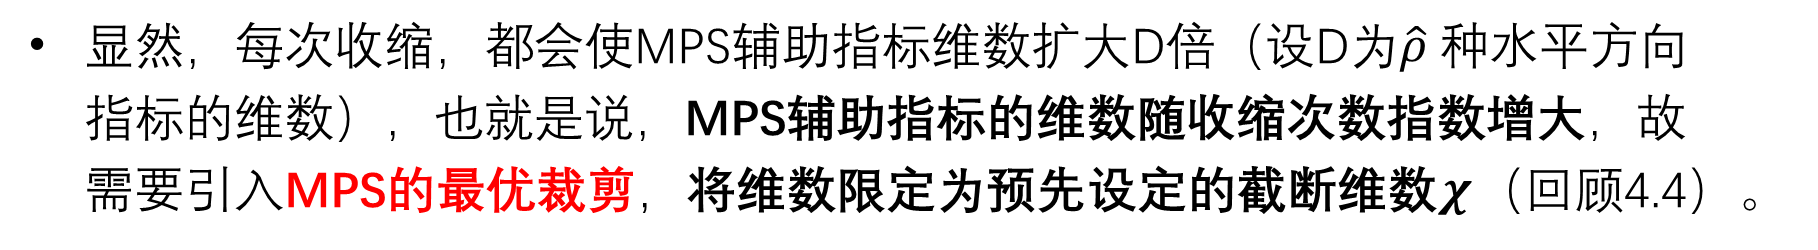 • 显然，每次收缩，都会使MPS辅助指标维数扩大D倍（设D为ρ̂ 种水平方向
指标的维数），也就是说，MPS辅助指标的维数随收缩次数指数增大，故
需要引入MPS的最优裁剪，将维数限定为预先设定的截断维数χ（回顾4.4）。